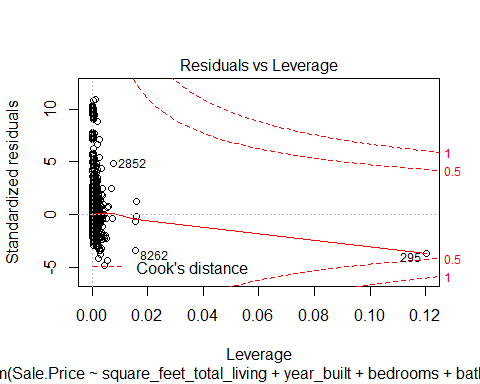 Residuals vs Leverage
Standardized residuals
10
5
0
-5
2852
8262
295
1
0.5
0.5
1
Cook's distance
0.00 0.02 0.04 0.06 0.08 0.10 0.12
Leverage
m(Sale.Price ~ square_feet_total_living + year_built + bedrooms + bath